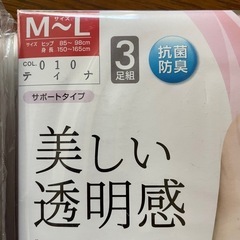 サイズ
M～L
サイズ ヒップ 85～98cm
身長 150～165cm
COL. 010
ティナ
3
足組
抗菌
防臭
サポートタイプ
美しい
透明感